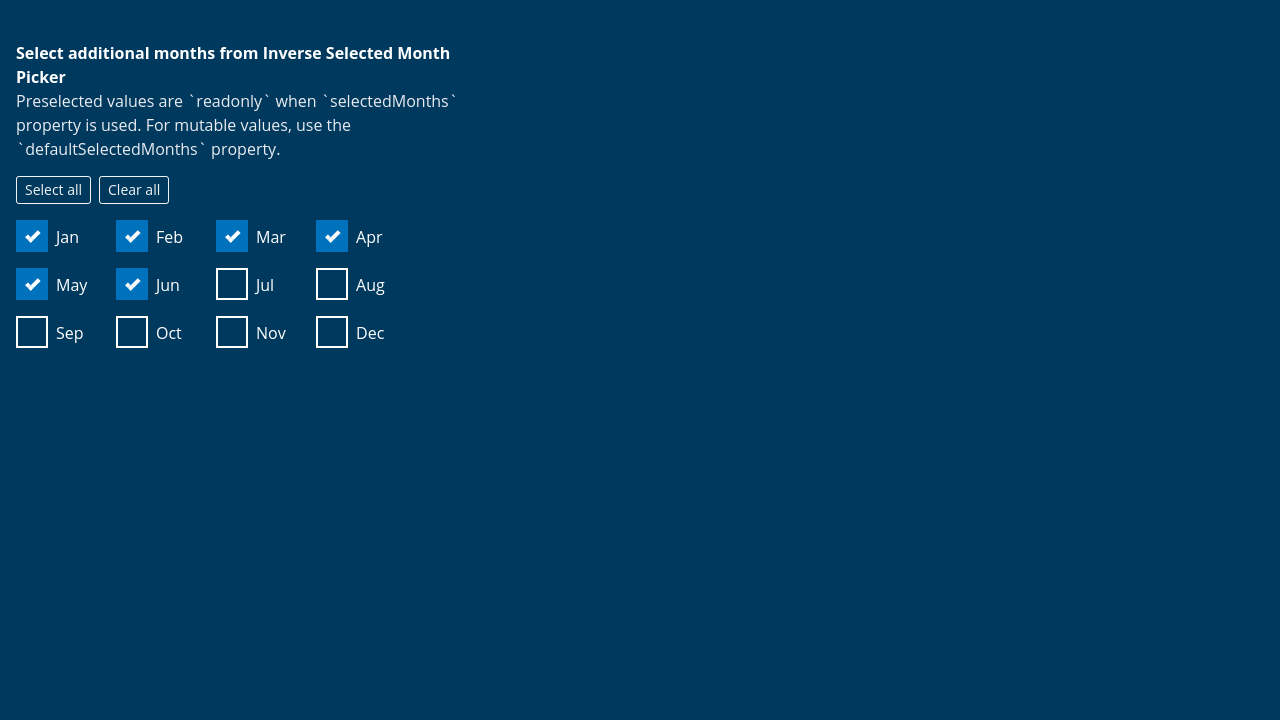 Select additional months from Inverse Selected Month
Picker
Preselected values are `readonly` when `selectedMonths`
property is used. For mutable values, use the
`defaultSelectedMonths` property.
Select all Clear all
Jan Feb Mar Apr
May Jun Jul Aug
Sep Oct Nov Dec